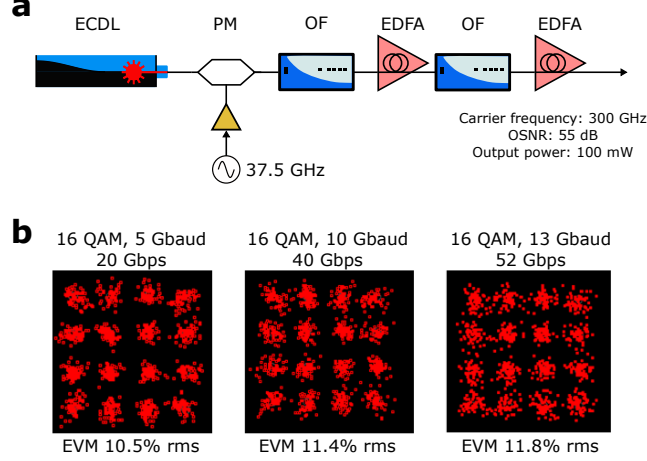 a
ECDL PM OF EDFA OF EDFA
Carrier frequency: 300 GHz
OSNR: 55 dB
Output power: 100 mW
37.5 GHz
b
16 QAM, 5 Gbaud
20 Gbps
16 QAM, 10 Gbaud
40 Gbps
16 QAM, 13 Gbaud
52 Gbps
EVM 10.5% rms
EVM 11.4% rms
EVM 11.8% rms